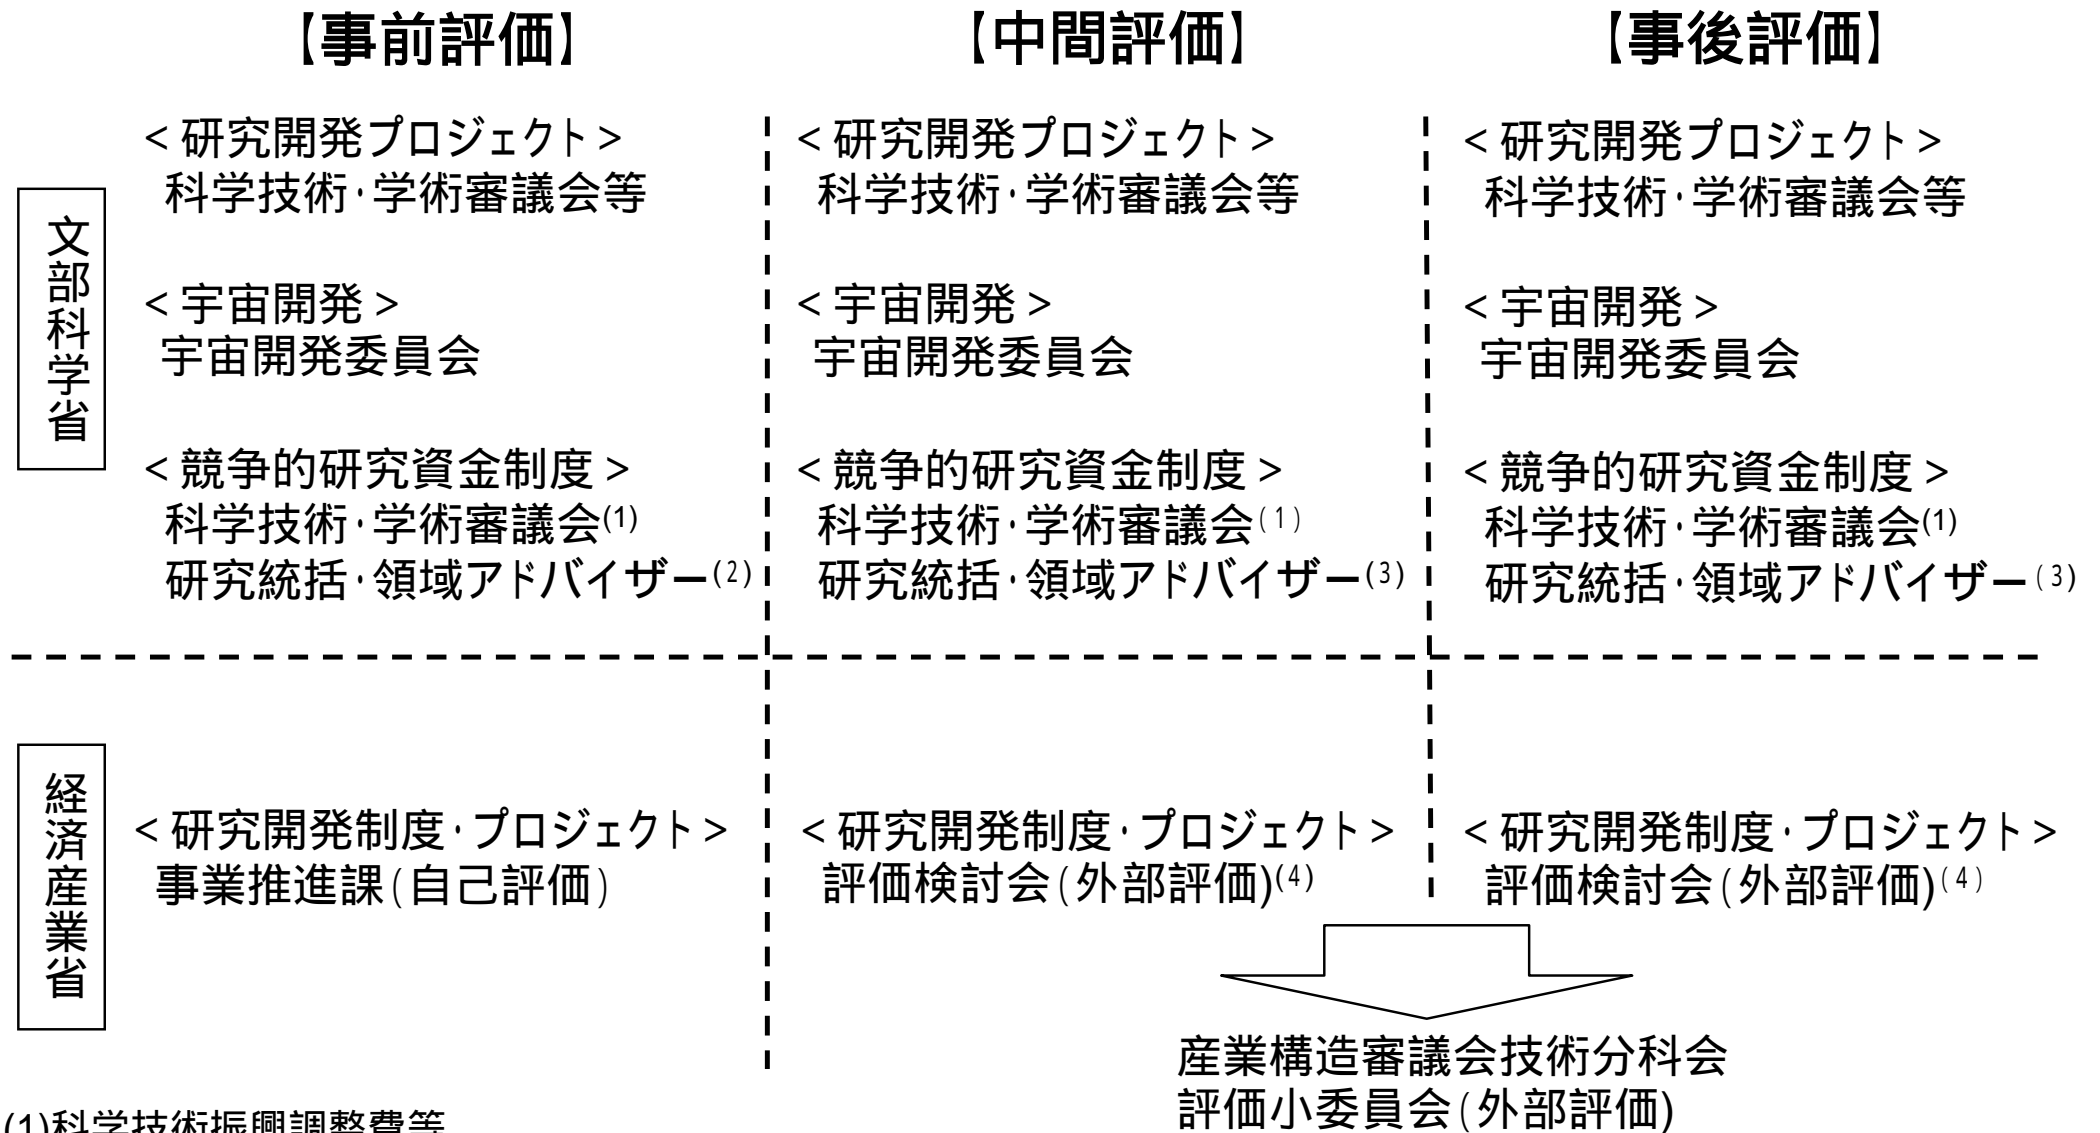 【事前評価】
【中間評価】
【事後評価】
文部科学省
<研究開発プロジェクト>
科学技術・学術審議会等
<宇宙開発>
宇宙開発委員会
<競争的研究資金制度>
科学技術・学術審議会(1)
研究統括・領域アドバイザー(2)
<研究開発プロジェクト>
科学技術・学術審議会等
<宇宙開発>
宇宙開発委員会
<競争的研究資金制度>
科学技術・学術審議会(1)
研究統括・領域アドバイザー(3)
<研究開発プロジェクト>
科学技術・学術審議会等
<宇宙開発>
宇宙開発委員会
<競争的研究資金制度>
科学技術・学術審議会(1)
研究統括・領域アドバイザー(3)
経済産業省
<研究開発制度・プロジェクト>
事業推進課(自己評価)
<研究開発制度・プロジェクト>
評価検討会(外部評価)(4)
<研究開発制度・プロジェクト>
評価検討会(外部評価)(4)
産業構造審議会技術分科会
評価小委員会(外部評価)
(1)科学技術振興調整費等